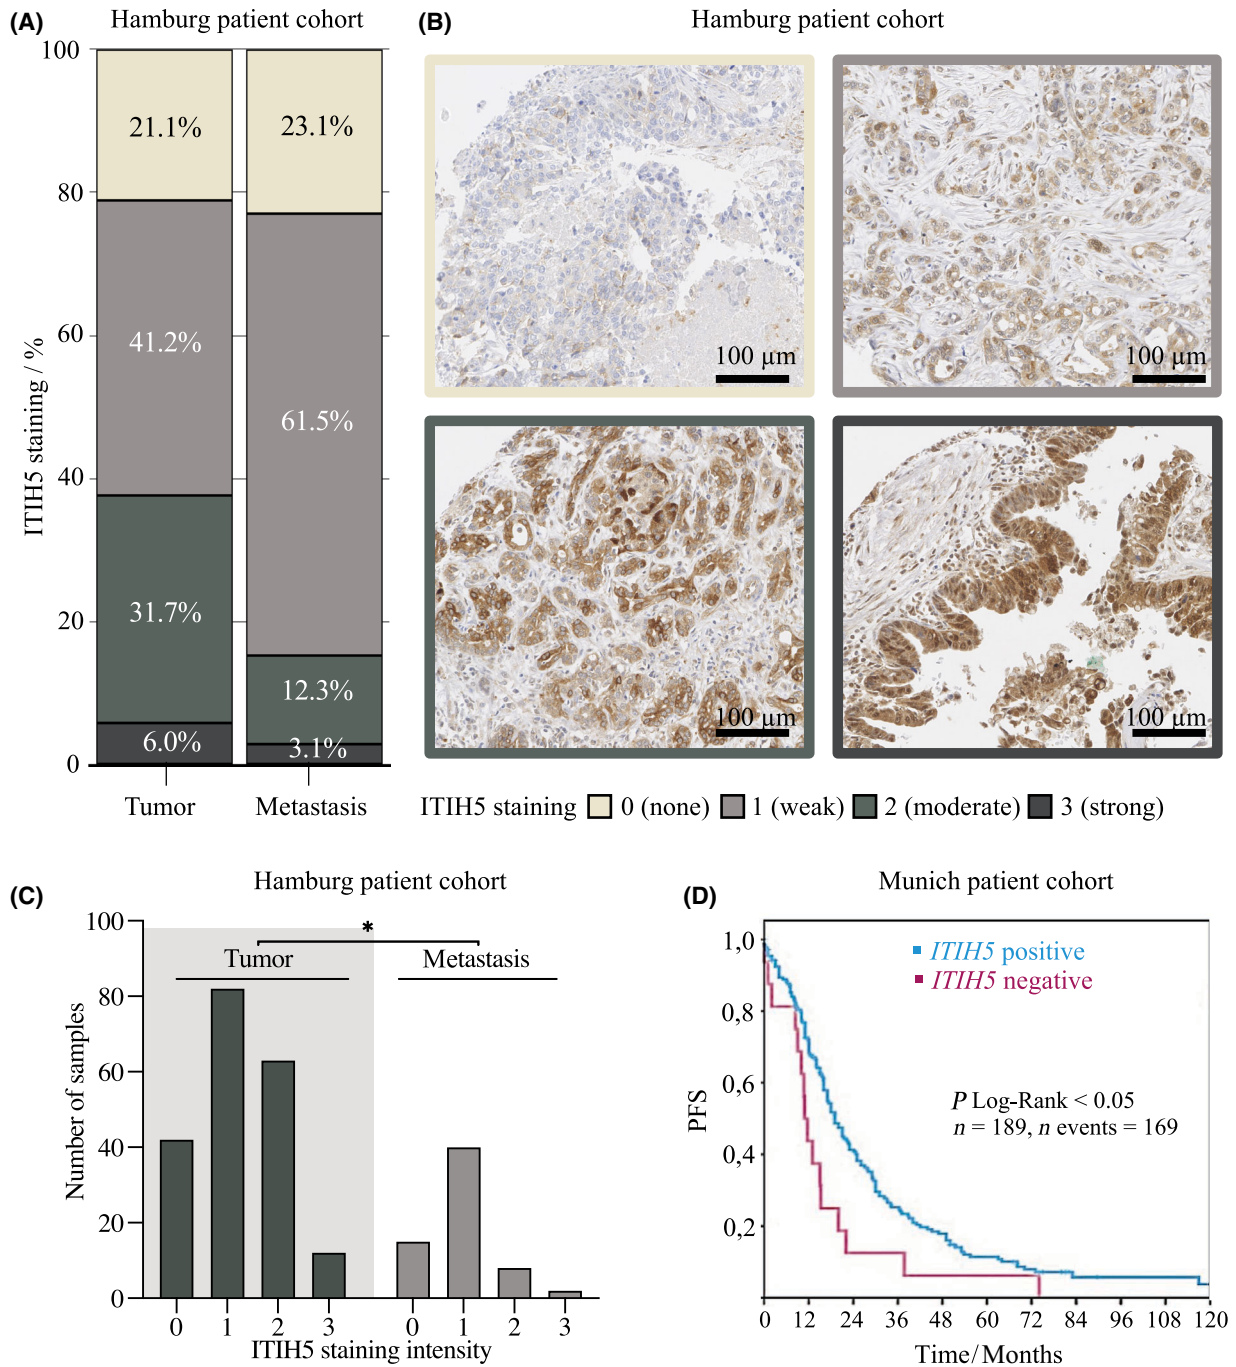 (A)
Hamburg patient cohort
100
80
60
40
20
0
ITIH5 staining / %
21.1%
41.2%
31.7%
6.0%
23.1%
61.5%
12.3%
3.1%
Tumor
Metastasis
(B)
Hamburg patient cohort
100 µm
100 µm
100 µm
100 µm
ITIH5 staining 0 (none) 1 (weak) 2 (moderate) 3 (strong)
(C)
Hamburg patient cohort
100
80
60
40
20
0
Number of samples
*
Tumor
Metastasis
0 1 2 3 0 1 2 3
ITIH5 staining intensity
(D)
Munich patient cohort
1,0
0,8
0,6
0,4
0,2
PFS
ITIH5 positive
ITIH5 negative
P Log-Rank < 0.05
n = 189, n events = 169
0 12 24 36 48 60 72 84 96 108 120
Time/Months